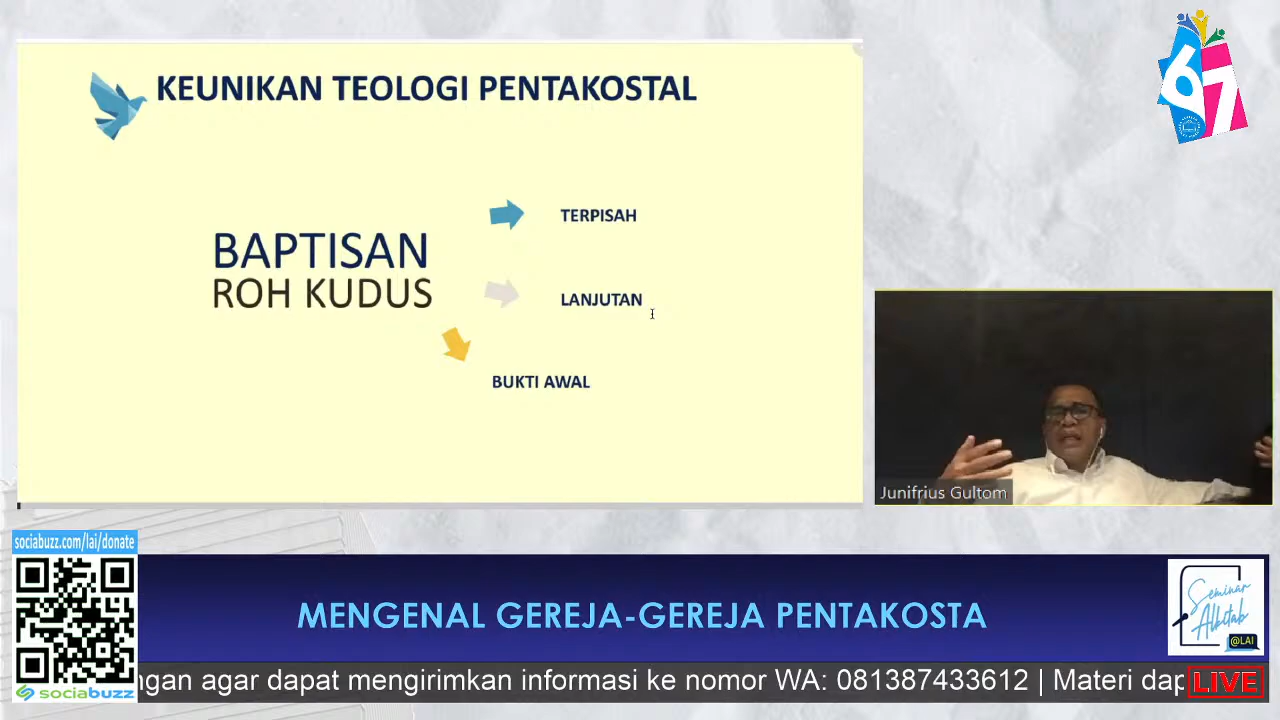 KEUNIKAN TEOLOGI PENTAKOSTAL
BAPTISAN
ROH KUDUS
TERPISAH
LANJUTAN
BUKTI AWAL
67
Junifrius Gultom
sociabuzz.com/lai/donate
sociabuzz
MENGENAL GEREJA-GEREJA PENTAKOSTA
Seminar
Alkitab
@LAI
ngan agar dapat mengirimkan informasi ke nomor WA: 081387433612 | Materi dap
LIVE